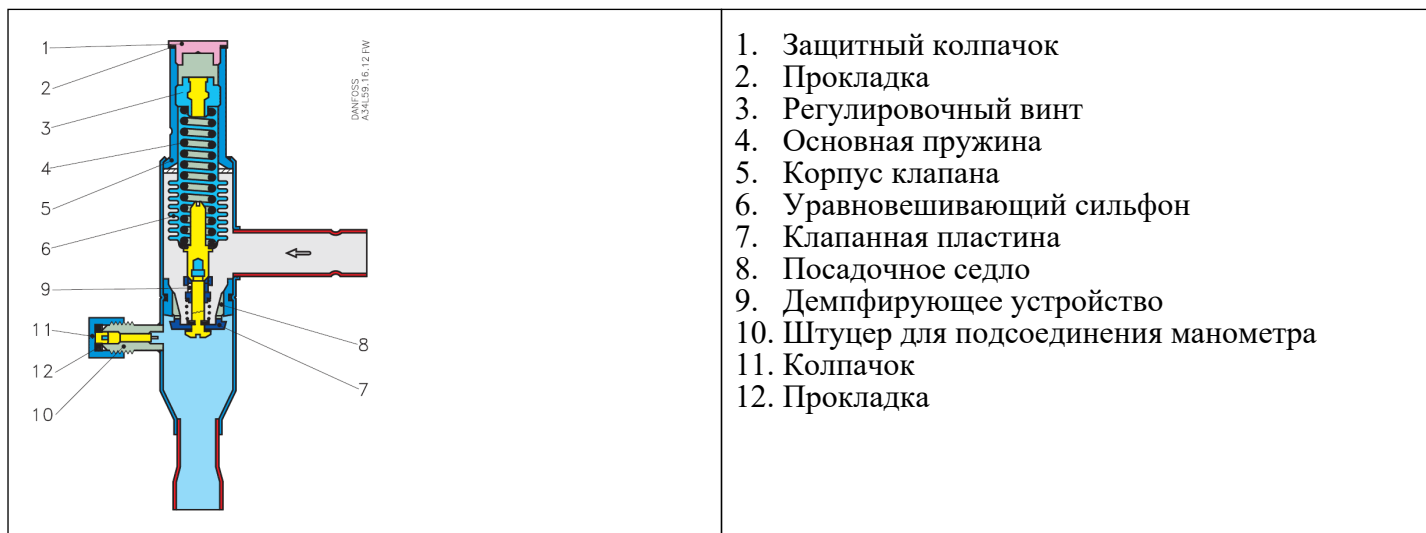 1
2
3
4
5
6
9
11
12
10
8
7
DANFOSS
A34L59.16.12 FW
1. Защитный колпачок
2. Прокладка
3. Регулировочный винт
4. Основная пружина
5. Корпус клапана
6. Уравновешивающий сильфон
7. Клапанная пластина
8. Посадочное седло
9. Демпфирующее устройство
10. Штуцер для подсоединения манометра
11. Колпачок
12. Прокладка